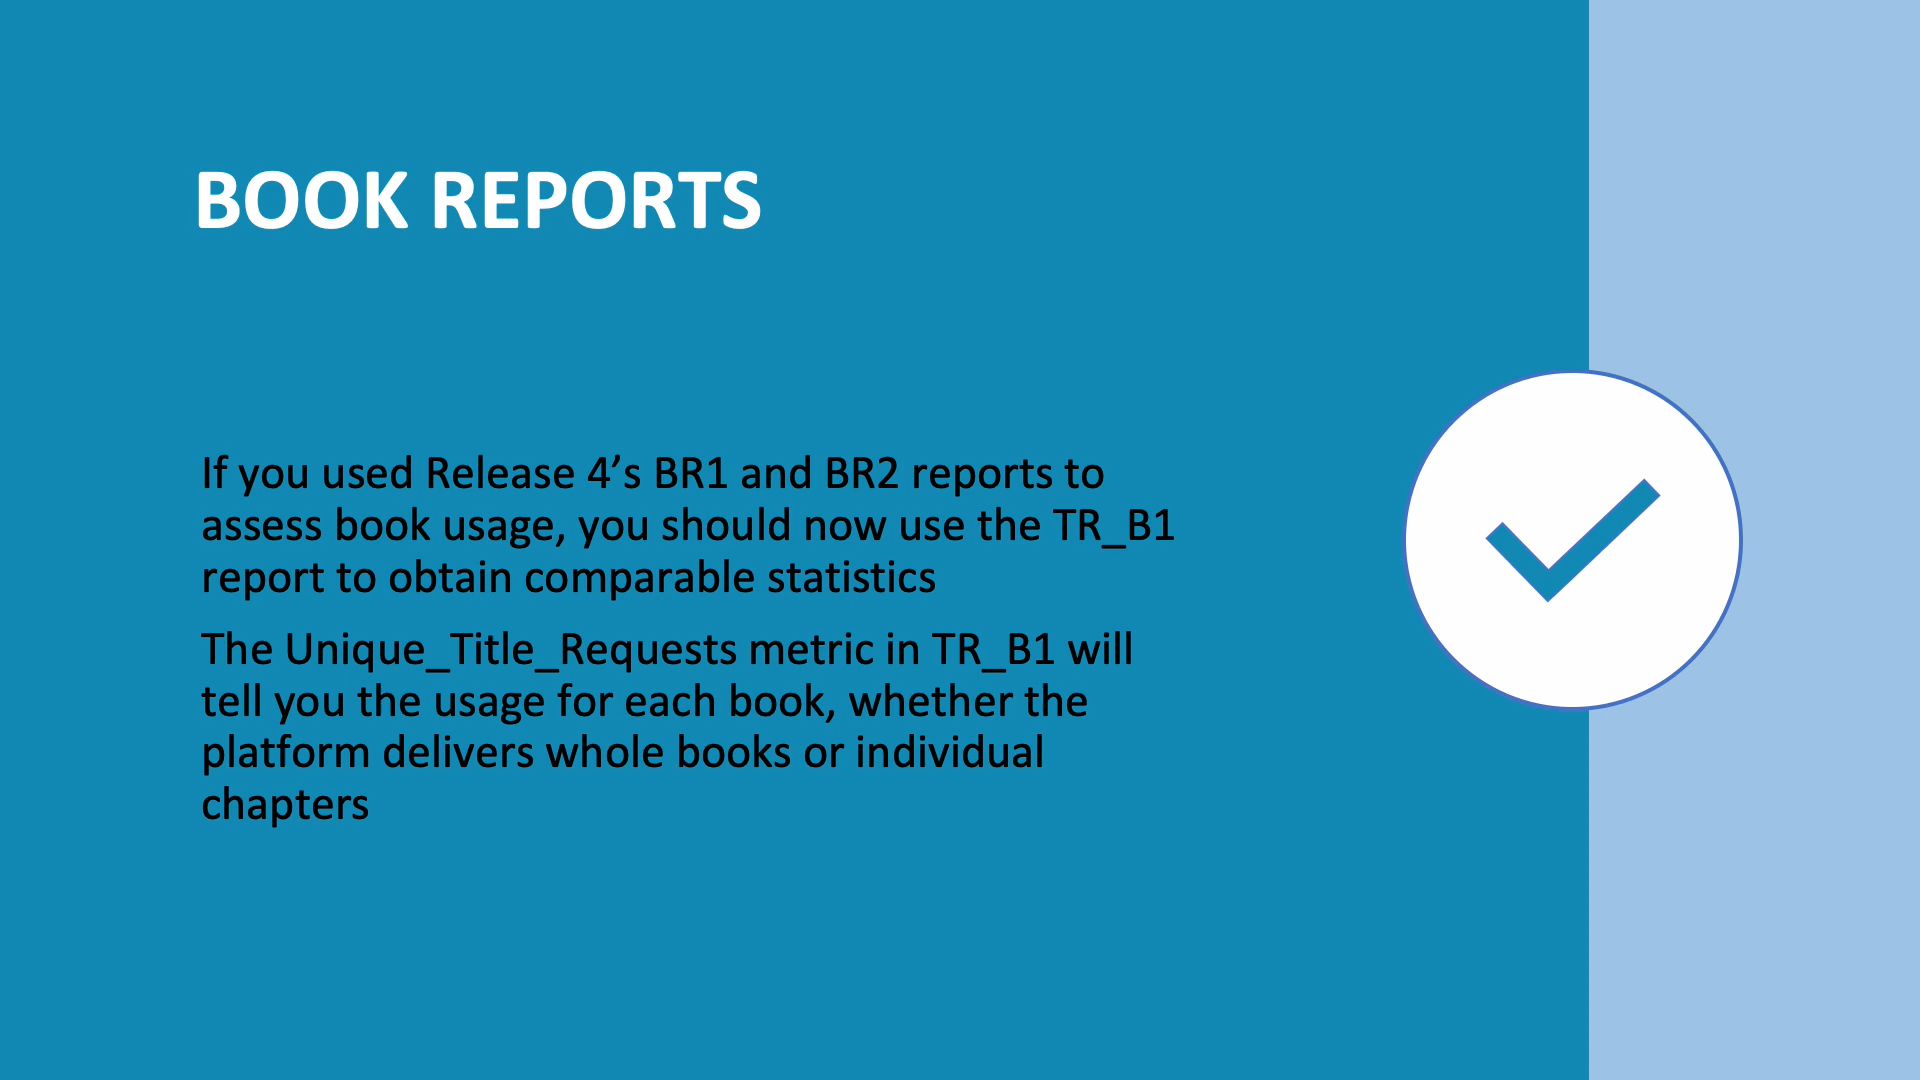 BOOK REPORTS
If you used Release 4’s BR1 and BR2 reports to
assess book usage, you should now use the TR_B1
report to obtain comparable statistics
The Unique_Title_Requests metric in TR_B1 will
tell you the usage for each book, whether the
platform delivers whole books or individual
chapters